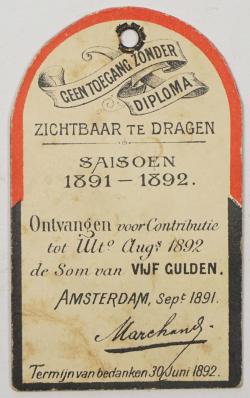 GEEN TOEGANG ZONDER
DIPLOMA
ZICHTBAAR TE DRAGEN
SAISOEN
1891 – 1892.
Ontvangen voor Contributie
tot Ulto Augs 1892
de Som van VIJF GULDEN.
AMSTERDAM, Sept 1891.
Marchand
Termijn van bedanken 30 Juni 1892.